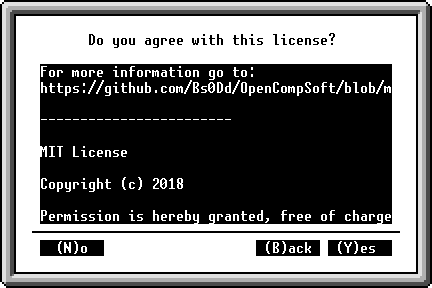 Do you agree with this license?
For more information go to:
https://github.com/Bs0Dd/OpenCompSoft/blob/m
------------------------
MIT License
Copyright (c) 2018
Permission is hereby granted, free of charge
(N)o (B)ack (Y)es